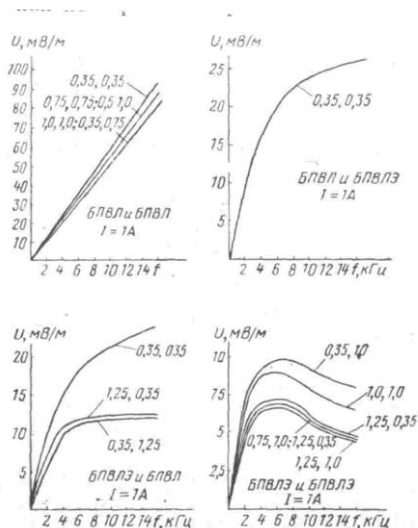 U, мВ/м
100
90
80
70
60
50
40
30
20
10
0,35, 0,35
0,75, 0,75;-0,5 1,0
1,0, 1,0;-0,35, 0,75
БПВЛ и БПВЛ
I = 1А
2 4 6 8 10 12 14 f
U, мВ/м
25
20
15
10
5
0,35, 0,35
БПВЛ и БПВЛЭ
I = 1А
2 4 6 8 10 12 14 f, кГц
U, мВ/м
20
15
10
5
0,35, 035
1,25, 0,35
0,35, 1,25
БПВЛЭ и БПВЛ
I = 1А
2 4 6 8 10 12 14 f, кГц
U, мВ/м
10
7,5
5
2,5
0,35, 1,0
1,0, 1,0
1,25, 0,35
0,75, 1,0;-1,25, 0,35
1,25, 1,0
БПВЛЭ и БПВЛЭ
I = 1А
2 4 6 8 10 12 14 f, кГц